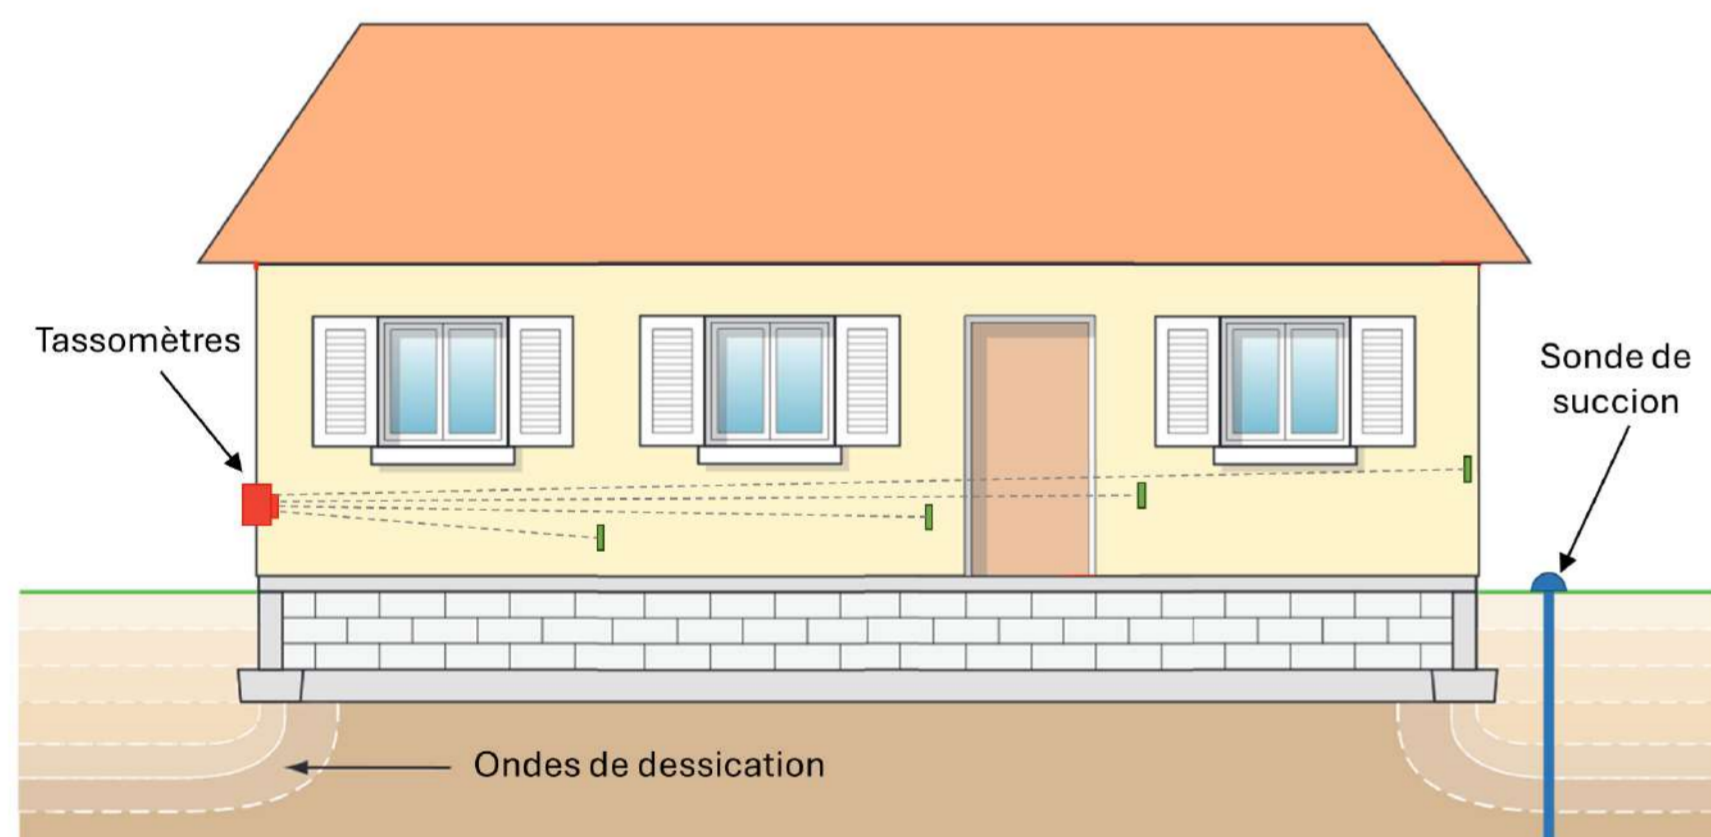 Tassomètres
Sonde de
succion
Ondes de dessication